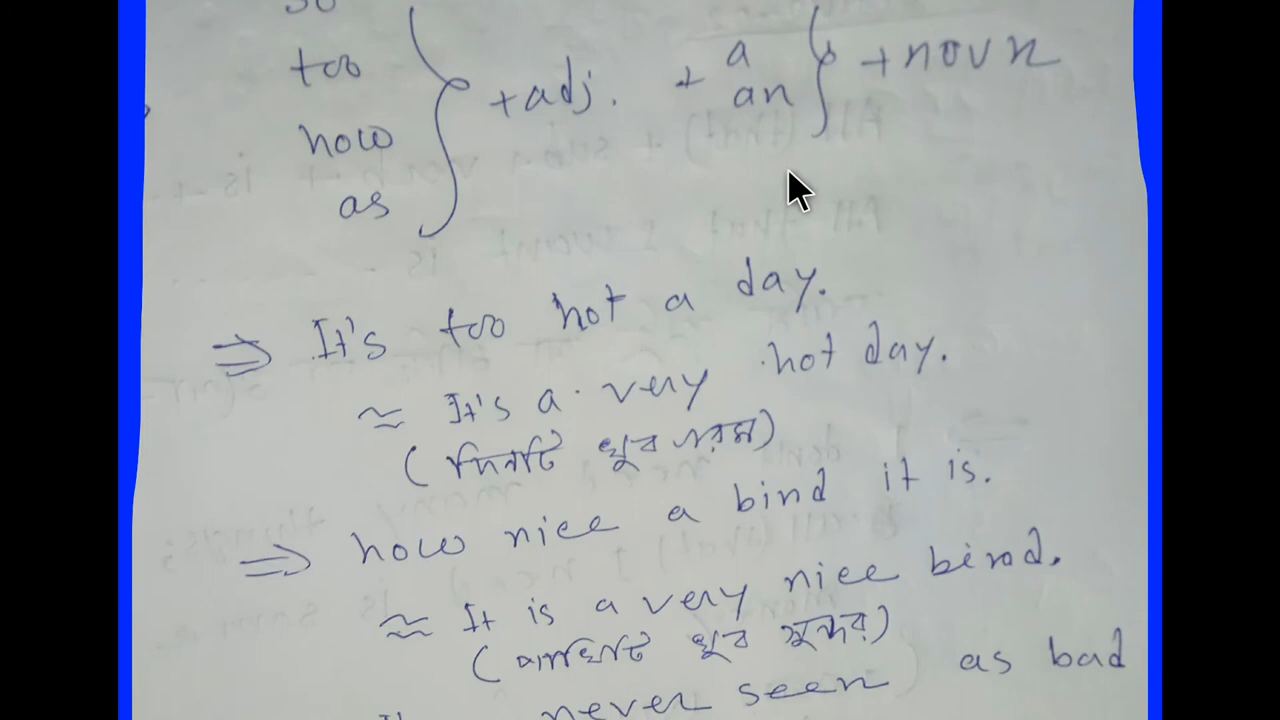 so
too
how
as
+adj.
+ a
an
+noun
⇒ It's too hot a day.
≈ It's a very hot day.
(দিনটি খুব গরম)
⇒ how nice a bird it is.
≈ It is a very nice bird.
(পাখিটি খুব সুন্দর)
never seen as bad